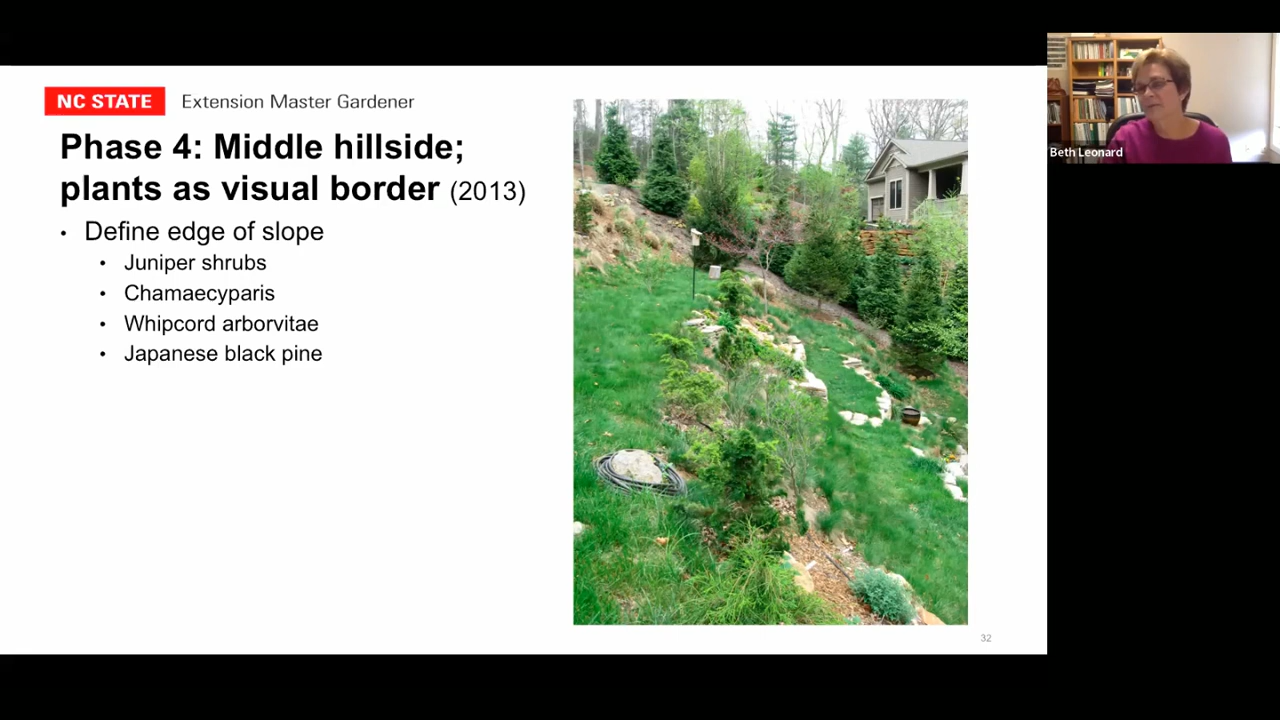 NC STATE Extension Master Gardener
Phase 4: Middle hillside;
plants as visual border (2013)
• Define edge of slope
• Juniper shrubs
• Chamaecyparis
• Whipcord arborvitae
• Japanese black pine
32
Beth Leonard